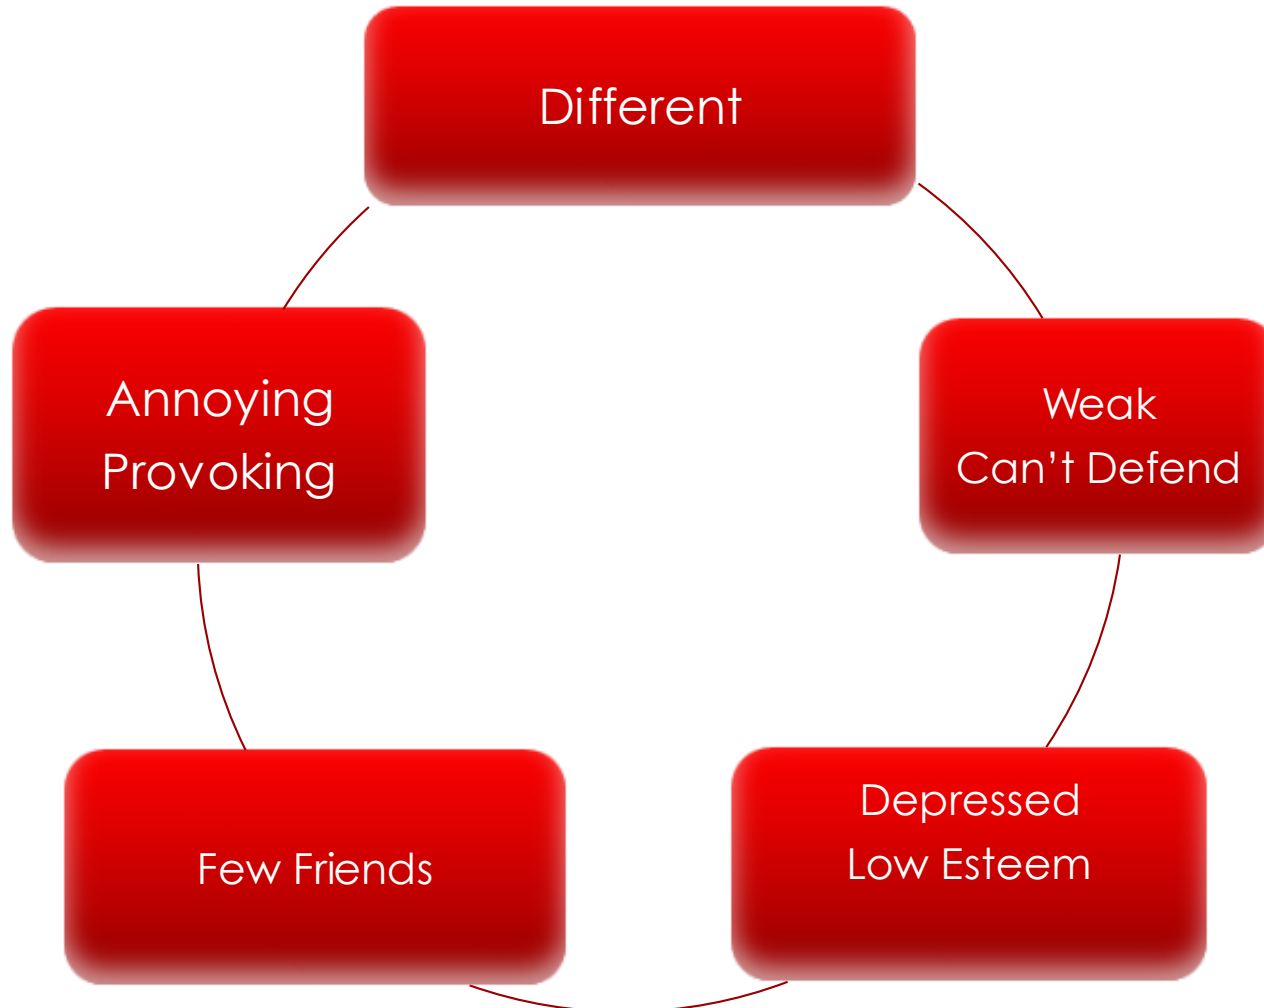 Different
Annoying
Provoking
Weak
Can’t Defend
Few Friends
Depressed
Low Esteem